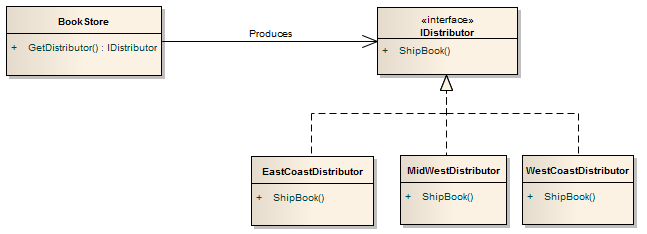 BookStore
+ GetDistributor() : IDistributor
Produces
«interface»
IDistributor
+ ShipBook()
EastCoastDistributor
+ ShipBook()
MidWestDistributor
+ ShipBook()
WestCoastDistributor
+ ShipBook()